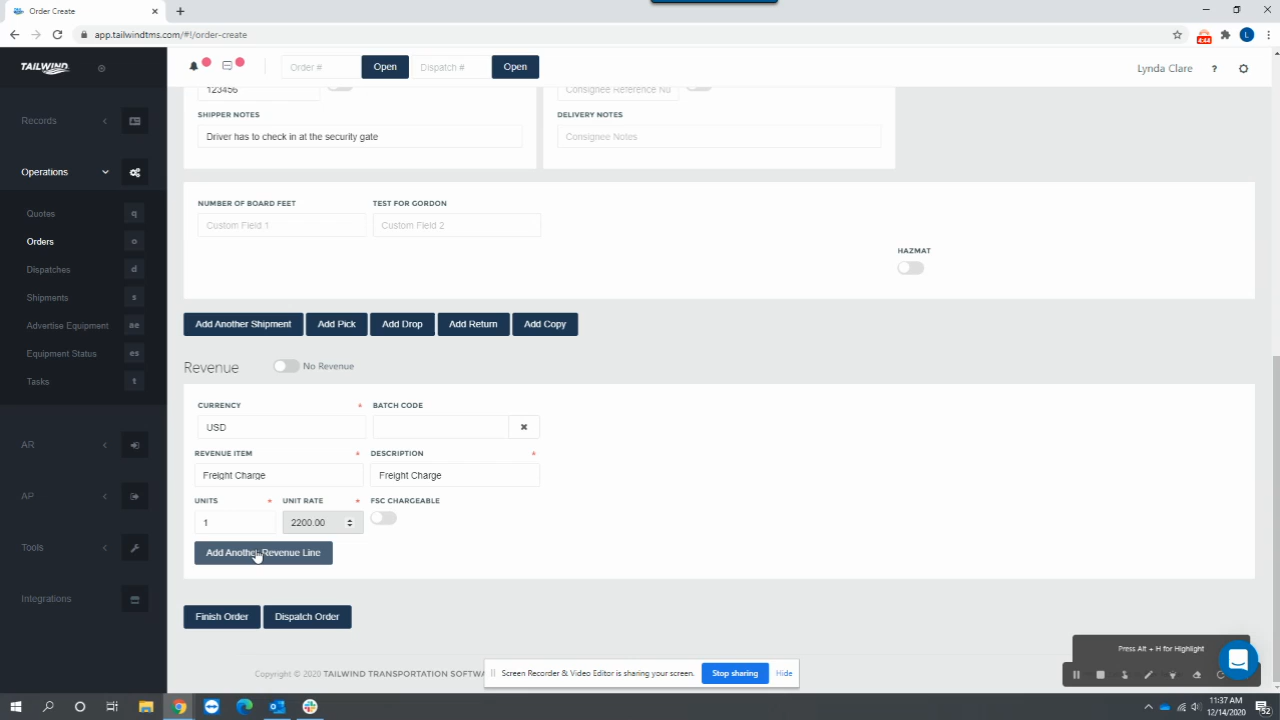 Order Create
app.tailwindtms.com/#!/order-create
4:44
L
TAILWIND
Order #
Open
Dispatch #
Open
Lynda Clare
?
Records
Operations
Quotes
q
Orders
o
Dispatches
d
Shipments
s
Advertise Equipment
ae
Equipment Status
es
Tasks
t
AR
AP
Tools
Integrations
123456
Consignee Reference Nu
SHIPPER NOTES
DELIVERY NOTES
Driver has to check in at the security gate
Consignee Notes
NUMBER OF BOARD FEET
TEST FOR GORDON
Custom Field 1
Custom Field 2
HAZMAT
Add Another Shipment
Add Pick
Add Drop
Add Return
Add Copy
Revenue
No Revenue
CURRENCY *
BATCH CODE
USD
REVENUE ITEM *
DESCRIPTION *
Freight Charge
Freight Charge
UNITS *
UNIT RATE *
FSC CHARGEABLE
1
2200.00
Add Another Revenue Line
Finish Order
Dispatch Order
Copyright © 2020 TAILWIND TRANSPORTATION SOFTWA
Screen Recorder & Video Editor is sharing your screen.
Stop sharing
Hide
Press Alt + H for Highlight
11:37 AM
12/14/2020
52